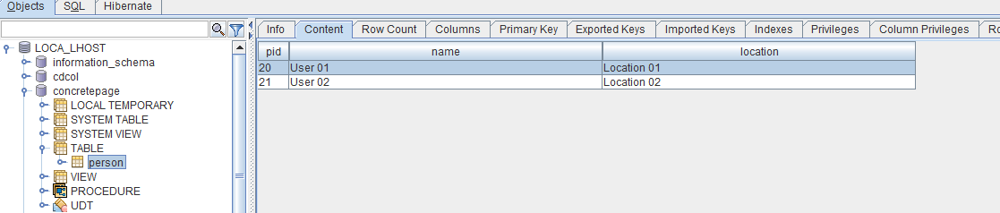 Objects SQL Hibernate
LOCA_LHOST
information_schema
cdcol
concretepage
LOCAL TEMPORARY
SYSTEM TABLE
SYSTEM VIEW
TABLE
person
VIEW
PROCEDURE
UDT
Info Content Row Count Columns Primary Key Exported Keys Imported Keys Indexes Privileges Column Privileges Ro
pid name location
20 User 01 Location 01
21 User 02 Location 02